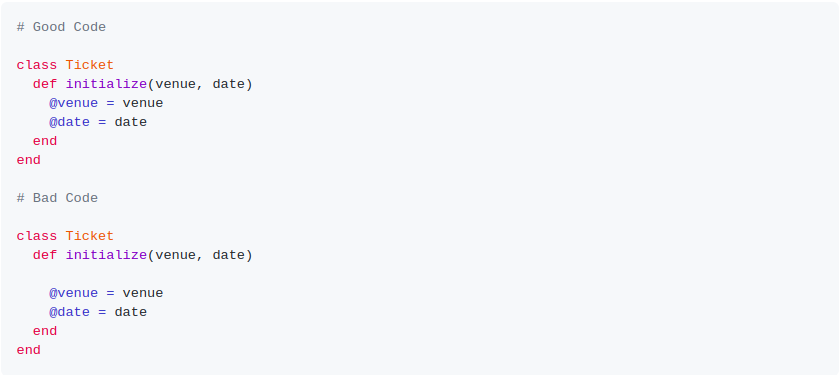 # Good Code
class Ticket
  def initialize(venue, date)
    @venue = venue
    @date = date
  end
end
# Bad Code
class Ticket
  def initialize(venue, date)
    @venue = venue
    @date = date
  end
end